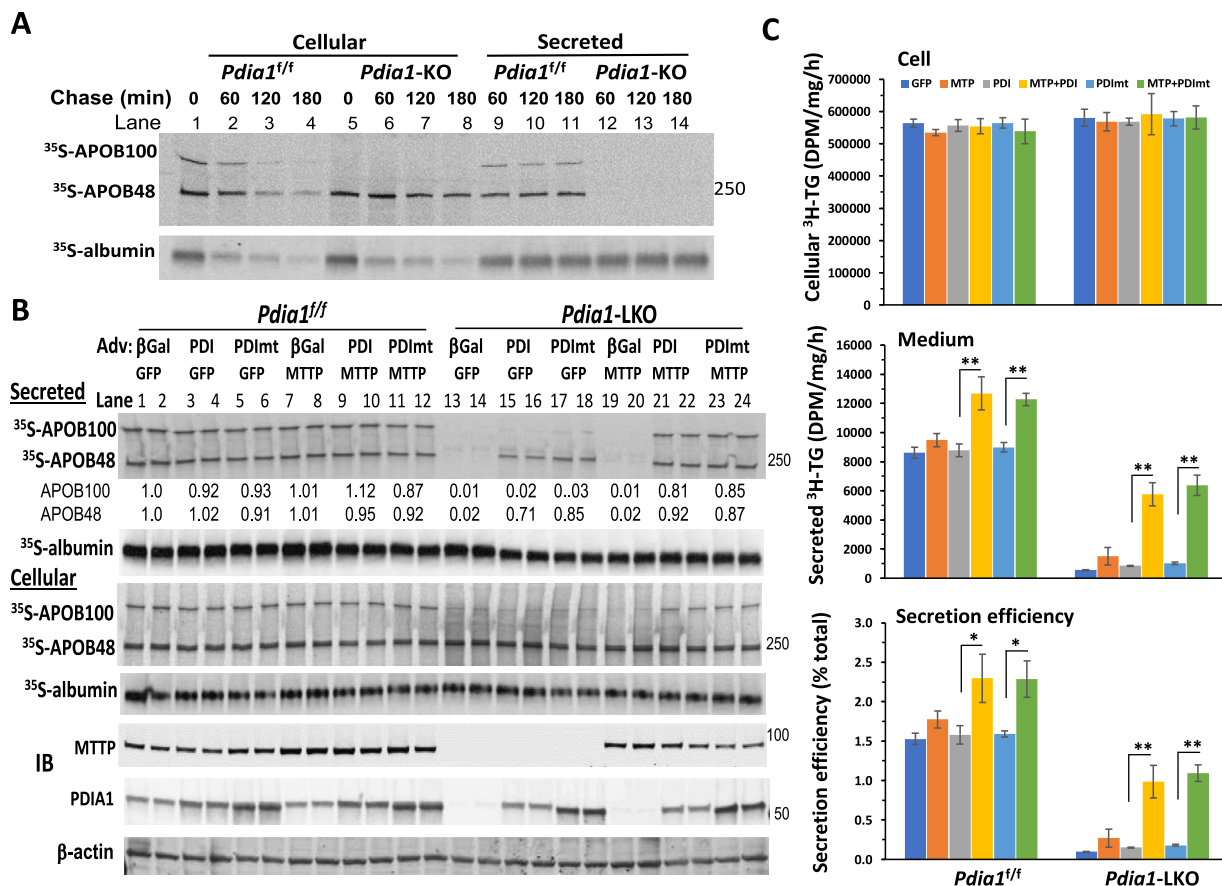 A
Cellular Secreted
Pdia1f/f Pdia1-KO Pdia1f/f Pdia1-KO
Chase (min) 0 60 120 180 0 60 120 180 60 120 180 60 120 180
Lane 1 2 3 4 5 6 7 8 9 10 11 12 13 14
35S-APOB100
35S-APOB48 250
35S-albumin
B
Pdia1f/f Pdia1-LKO
Adv: βGal PDI PDImt βGal PDI PDImt βGal PDI PDImt βGal PDI PDImt
GFP GFP GFP MTTP MTTP MTTP GFP GFP GFP MTTP MTTP MTTP
Secreted
Lane 1 2 3 4 5 6 7 8 9 10 11 12 13 14 15 16 17 18 19 20 21 22 23 24
35S-APOB100
35S-APOB48 250
APOB100 1.0 0.92 0.93 1.01 1.12 0.87 0.01 0.02 0..03 0.01 0.81 0.85
APOB48 1.0 1.02 0.91 1.01 0.95 0.92 0.02 0.71 0.85 0.02 0.92 0.87
35S-albumin
Cellular
35S-APOB100
35S-APOB48 250
35S-albumin
MTTP 100
IB
PDIA1 50
β-actin
C
Cell
GFP MTP PDI MTP+PDI PDImt MTP+PDImt
Cellular 3H-TG (DPM/mg/h)
700000
600000
500000
400000
300000
200000
100000
0
Medium
Secreted 3H-TG (DPM/mg/h)
16000
14000
12000
10000
8000
6000
4000
2000
0
** **
** **
Secretion efficiency
Secretion efficiency (% total)
3.0
2.5
2.0
1.5
1.0
0.5
0.0
* *
** **
Pdia1f/f Pdia1-LKO